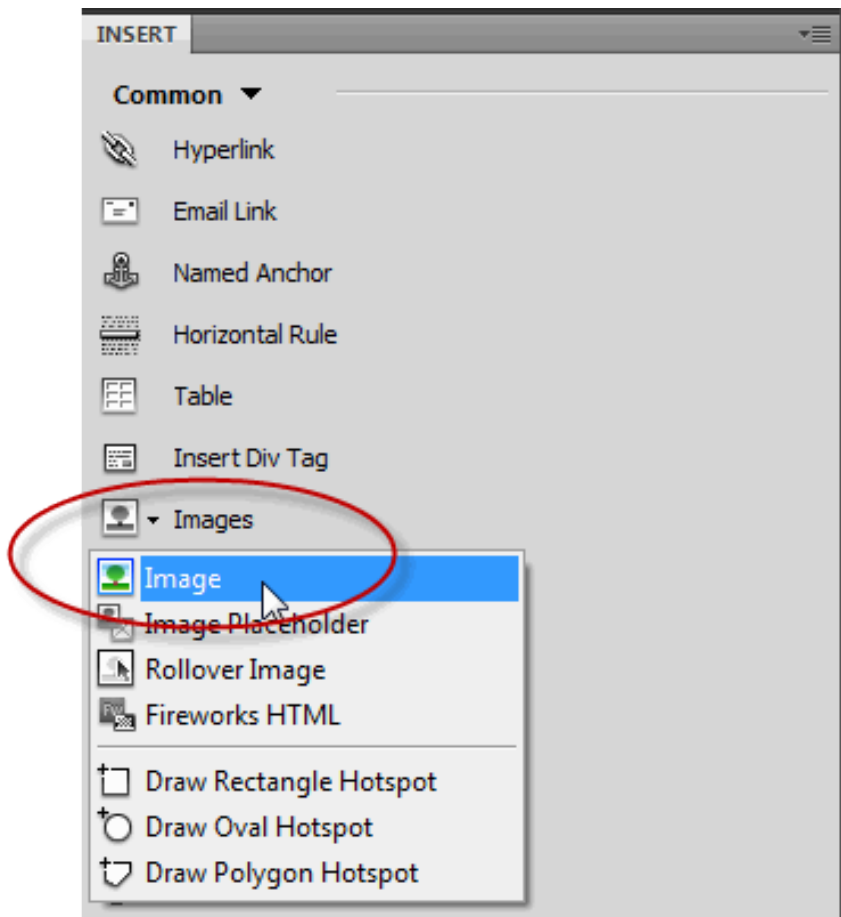 INSERT
Common
Hyperlink
Email Link
Named Anchor
Horizontal Rule
Table
Insert Div Tag
Images
Image
Image Placeholder
Rollover Image
Fireworks HTML
Draw Rectangle Hotspot
Draw Oval Hotspot
Draw Polygon Hotspot